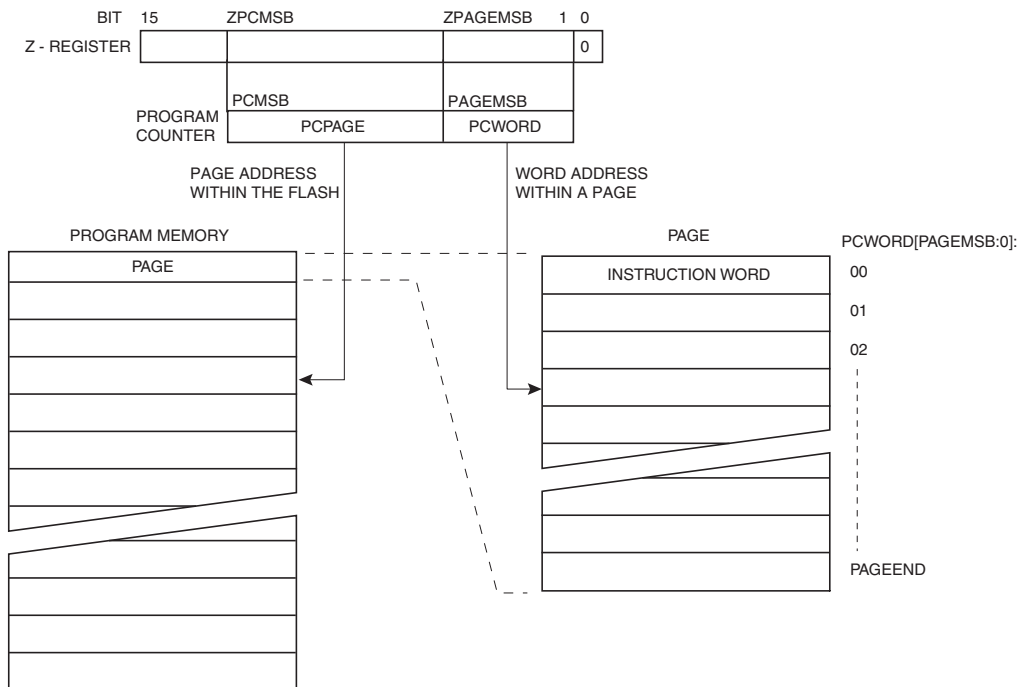 BIT 15 ZPCMSB ZPAGEMSB 1 0
Z - REGISTER 0
PCMSB PAGEMSB
PROGRAM
COUNTER
PCPAGE PCWORD
PAGE ADDRESS
WITHIN THE FLASH
WORD ADDRESS
WITHIN A PAGE
PROGRAM MEMORY
PAGE
PAGE
PCWORD[PAGEMSB:0]:
INSTRUCTION WORD
00
01
02
PAGEEND